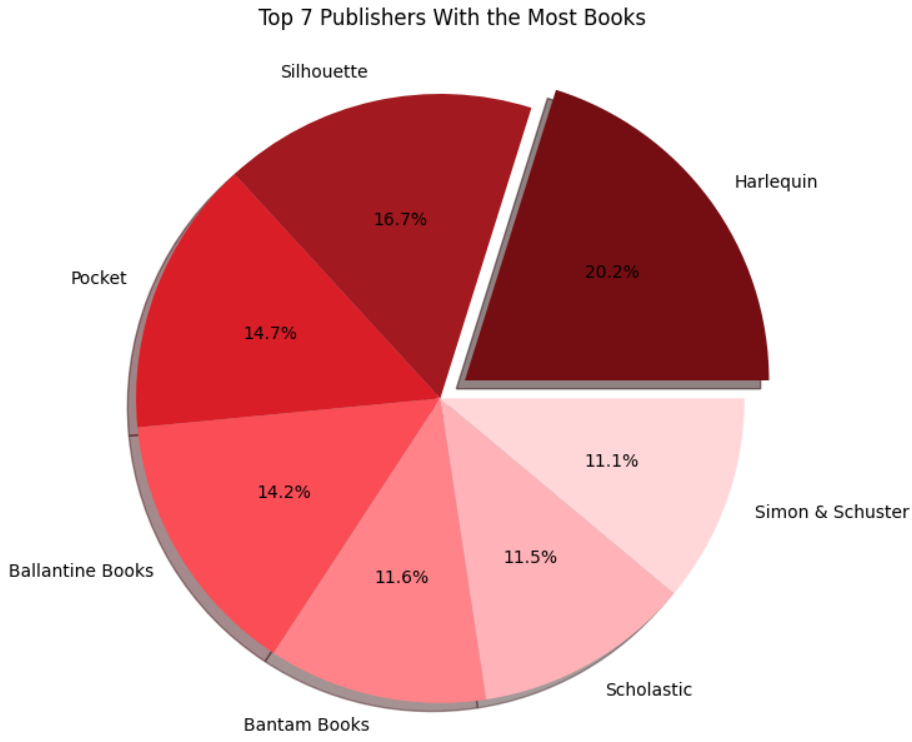 Top 7 Publishers With the Most Books
Silhouette
Harlequin
16.7%
20.2%
Pocket
14.7%
14.2%
11.1%
Simon & Schuster
Ballantine Books
11.6%
11.5%
Scholastic
Bantam Books